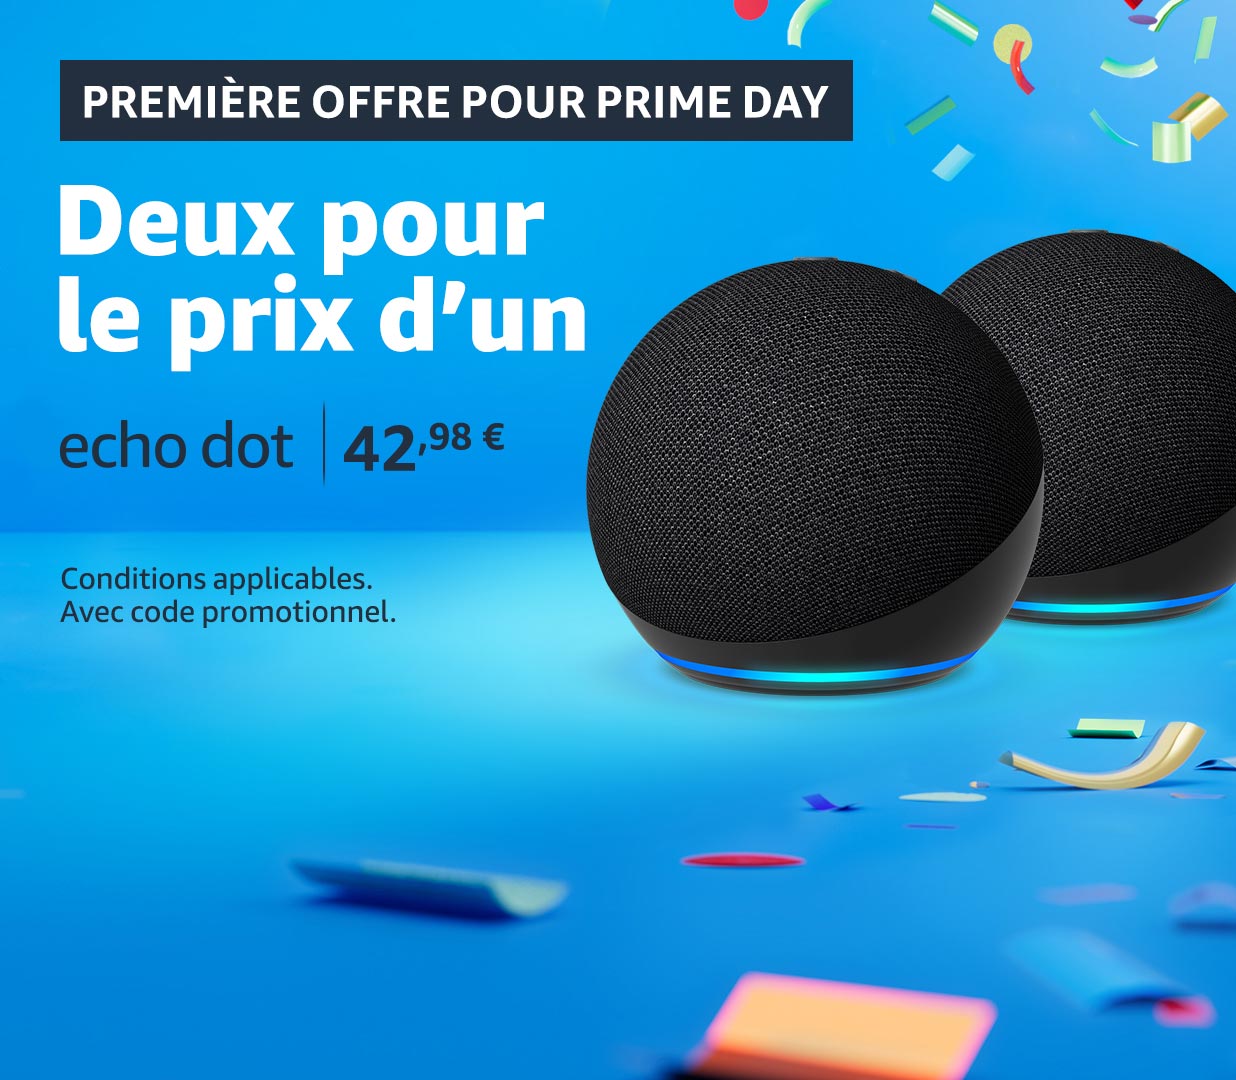 PREMIÈRE OFFRE POUR PRIME DAY
Deux pour
le prix d’un
echo dot | 42,98 €
Conditions applicables.
Avec code promotionnel.